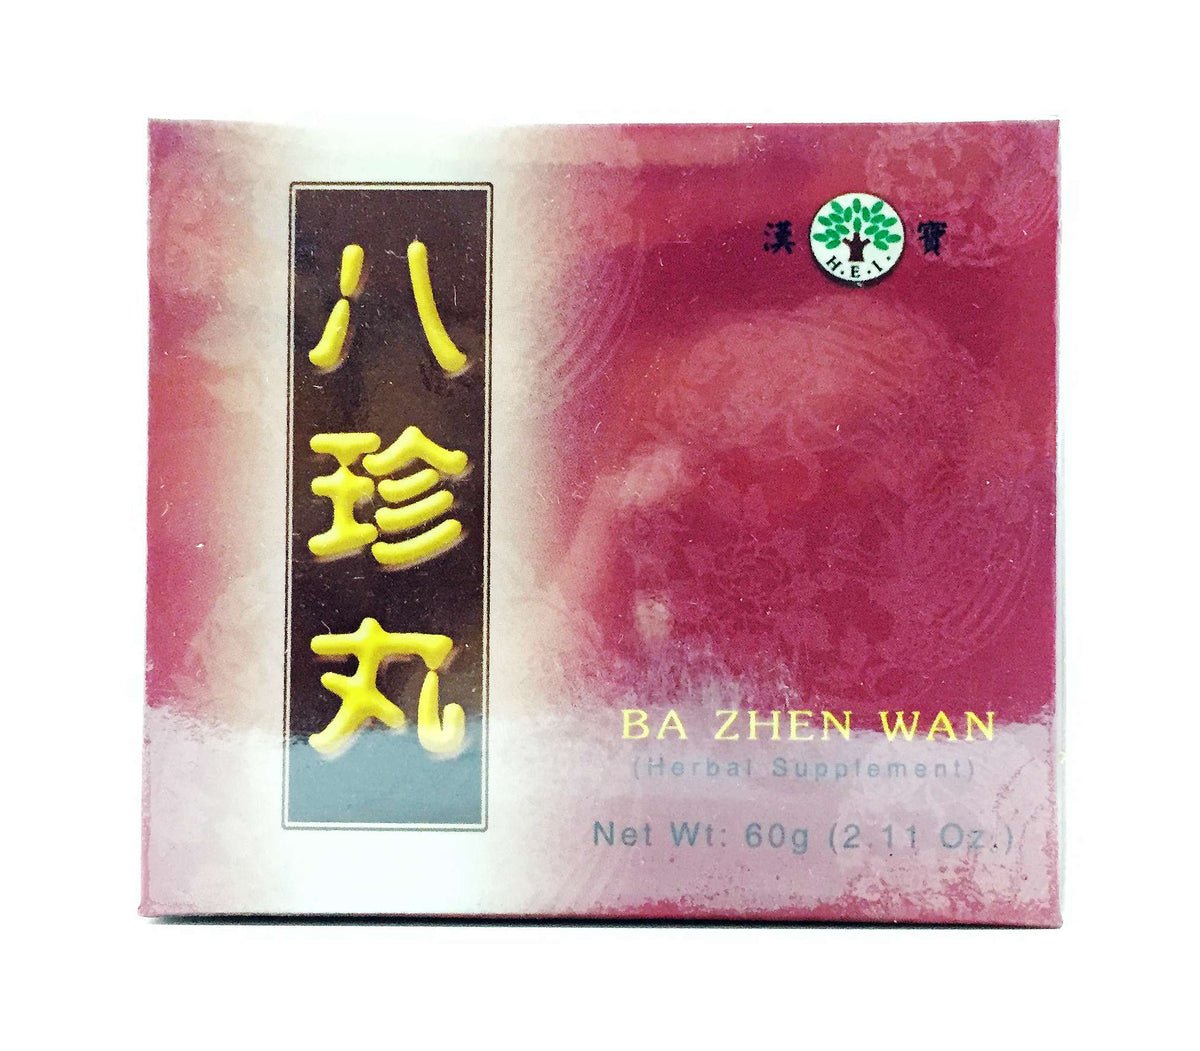 八珍丸
漢 寶
H.E.I.
BA ZHEN WAN
(Herbal Supplement)
Net Wt: 60g (2.11 Oz.)